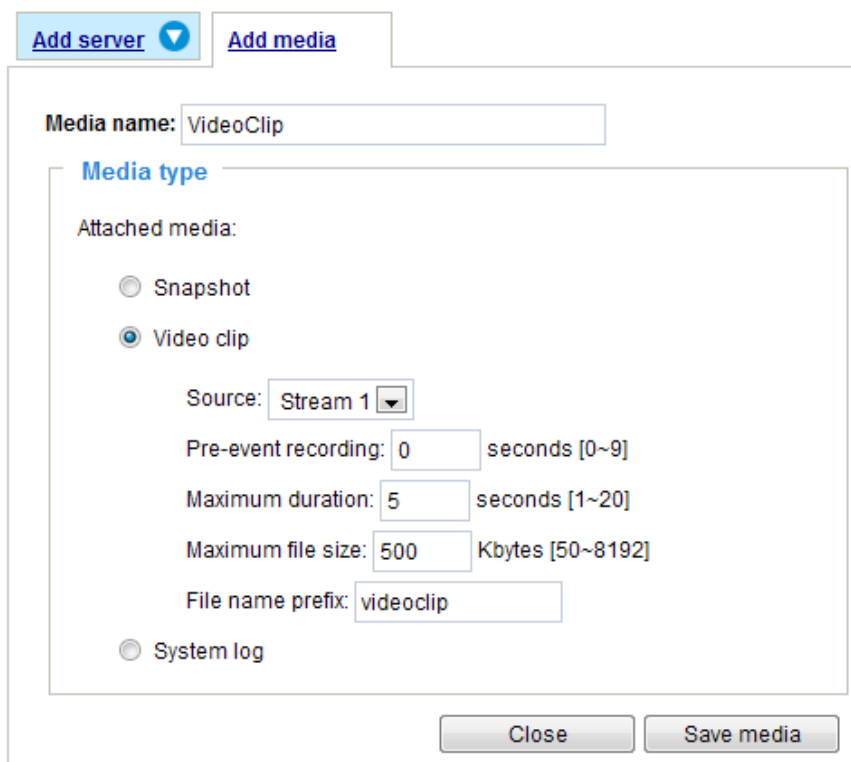 Add server Add media
Media name: VideoClip
Media type
Attached media:
Snapshot
Video clip
Source: Stream 1
Pre-event recording: 0 seconds [0~9]
Maximum duration: 5 seconds [1~20]
Maximum file size: 500 Kbytes [50~8192]
File name prefix: videoclip
System log
Close Save media